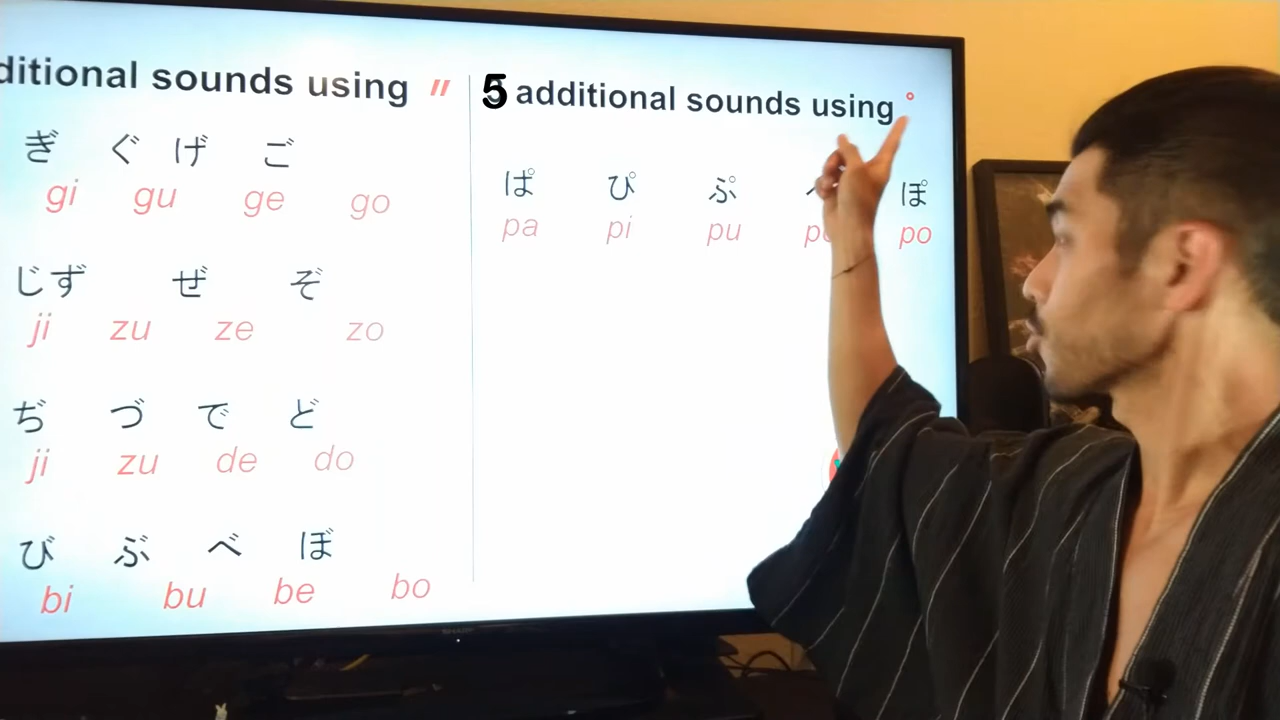 ditional sounds using "
ぎ ぐ げ ご
gi gu ge go
じ ず ぜ ぞ
ji zu ze zo
ぢ づ で ど
ji zu de do
び ぶ べ ぼ
bi bu be bo
5 additional sounds using °
ぱ ぴ ぷ ぽ
pa pi pu po